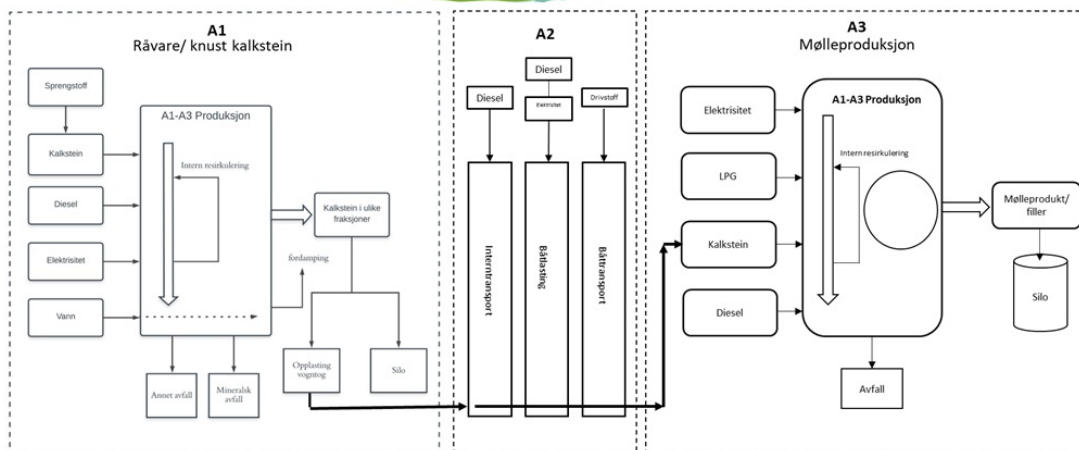 A1
Råvare/ knust kalkstein
Sprengstoff
Kalkstein
Diesel
Elektrisitet
Vann
A1-A3 Produksjon
Intern resirkulering
Kalkstein i ulike
fraksjoner
fordamping
Annet avfall
Mineralsk
avfall
Opplasting
vogntog
Silo
A2
Diesel
Diesel
Elektrisitet
Drivstoff
Interntransport
Båtlasting
Båttransport
A3
Mølleproduksjon
Elektrisitet
LPG
Kalkstein
Diesel
A1-A3 Produksjon
Intern resirkulering
Avfall
Mølleprodukt/
filler
Silo